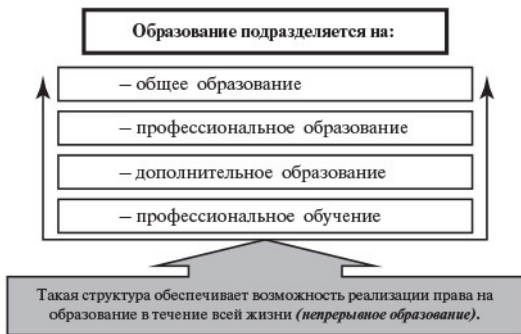 Образование подразделяется на:
– общее образование
– профессиональное образование
– дополнительное образование
– профессиональное обучение
Такая структура обеспечивает возможность реализации права на
образование в течение всей жизни (непрерывное образование).